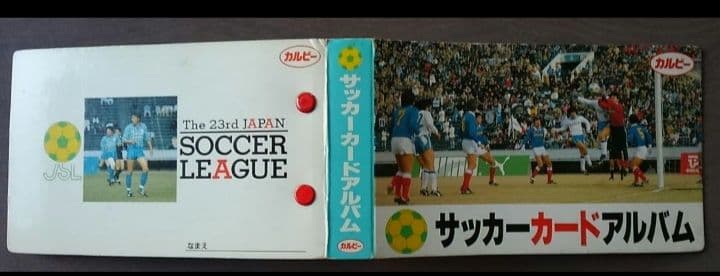 カルビー
The 23rd JAPAN
SOCCER
LEAGUE
JSL
なまえ
サッカーカードアルバム
カルビー
カルビー
PUMA
サッカーカードアルバム